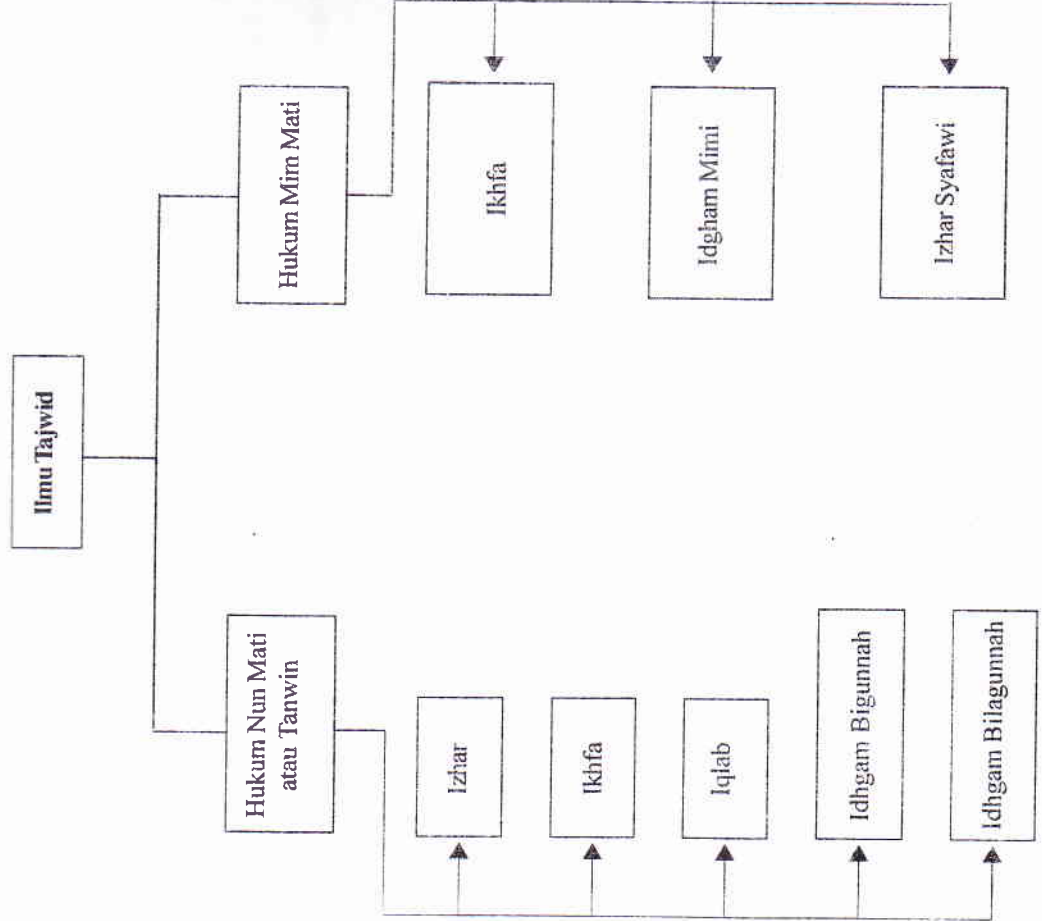 Ilmu Tajwid
Hukum Nun Mati
atau Tanwin
Izhar
Ikhfa
Iqlab
Idhgam Bigunnah
Idhgam Bilagunnah
Hukum Mim Mati
Ikhfa
Idgham Mimi
Izhar Syafawi